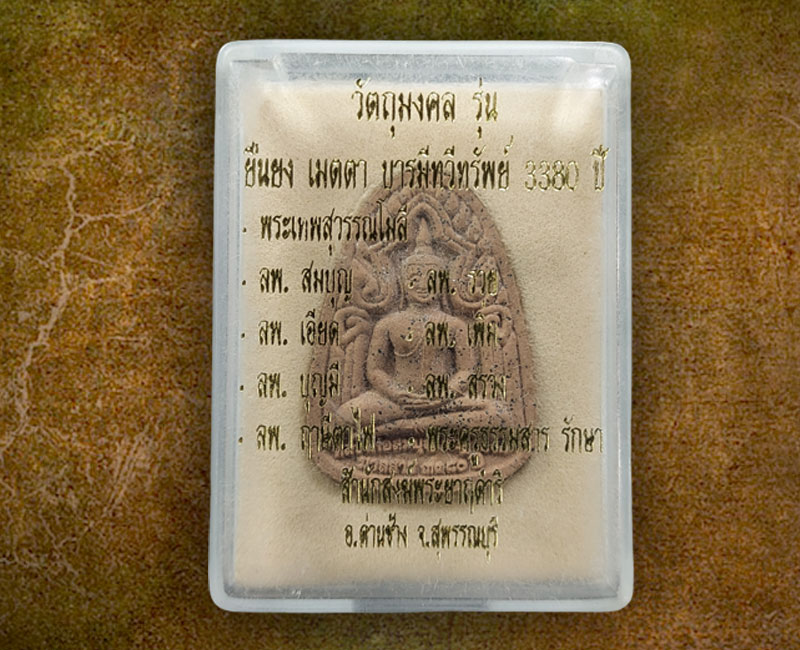 วัตถุมงคล รุ่น
ยืนยง เมตตา บารมีทวีทรัพย์ 3380 ปี
· พระเทพสุวรรณโมลี
· ลพ. สมบุญ · ลพ. รวย
· ลพ. เอียด · ลพ. เพิ่ม
· ลพ. บุญมี · ลพ. สรวง
· ลพ. ฤาษีตาไฟ · พระครูธรรมสาร รักษา
สำนักสงฆ์พระยาฤๅดำริ
อ.ด่านช้าง จ.สุพรรณบุรี